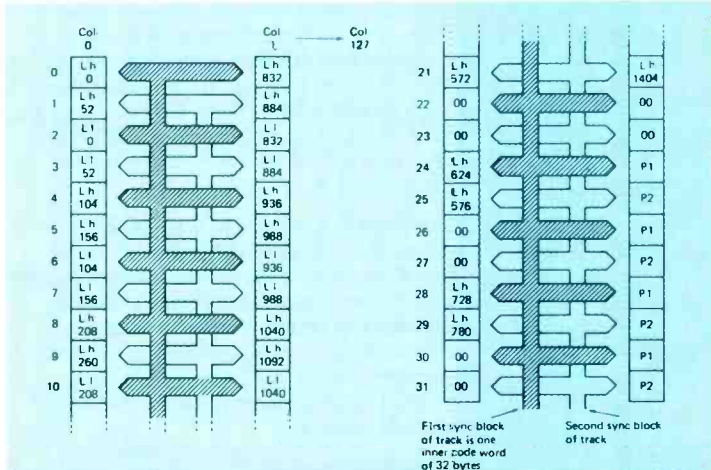 Col Col Col
0 1 127
0 Lh 0 Lh 832
1 Lh 52 Lh 884
2 Ll 0 Ll 832
3 Ll 52 Ll 884
4 Lh 104 Lh 936
5 Lh 156 Lh 988
6 Ll 104 Ll 936
7 Ll 156 Ll 988
8 Lh 208 Lh 1040
9 Lh 260 Lh 1092
10 Ll 208 Ll 1040
21 Lh 572 Lh 1404
22 00 00
23 00 00
24 Lh 624 P1
25 Lh 576 P2
26 00 P1
27 00 P2
28 Lh 728 P1
29 Lh 780 P2
30 00 P1
31 00 P2
First sync block
of track is one
inner code word
of 32 bytes
Second sync block
of track